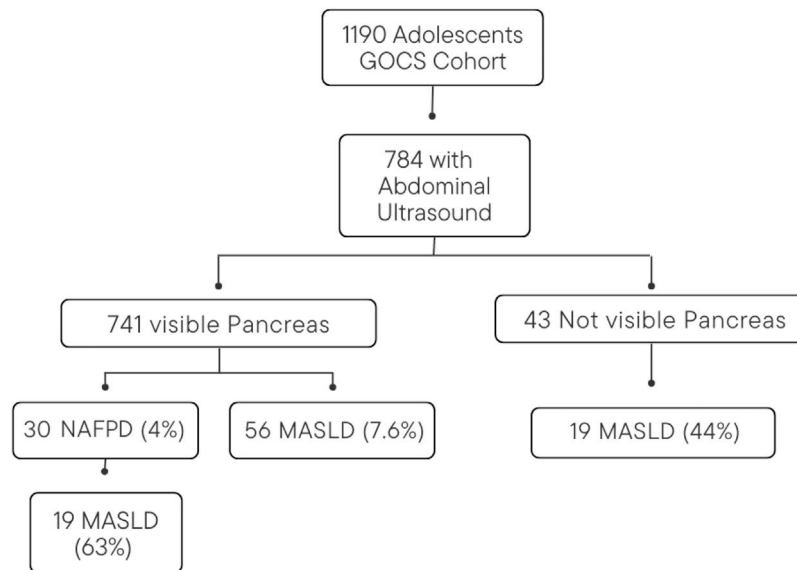 1190 Adolescents
GOCS Cohort
784 with
Abdominal
Ultrasound
741 visible Pancreas
43 Not visible Pancreas
30 NAFPD (4%)
56 MASLD (7.6%)
19 MASLD (44%)
19 MASLD
(63%)